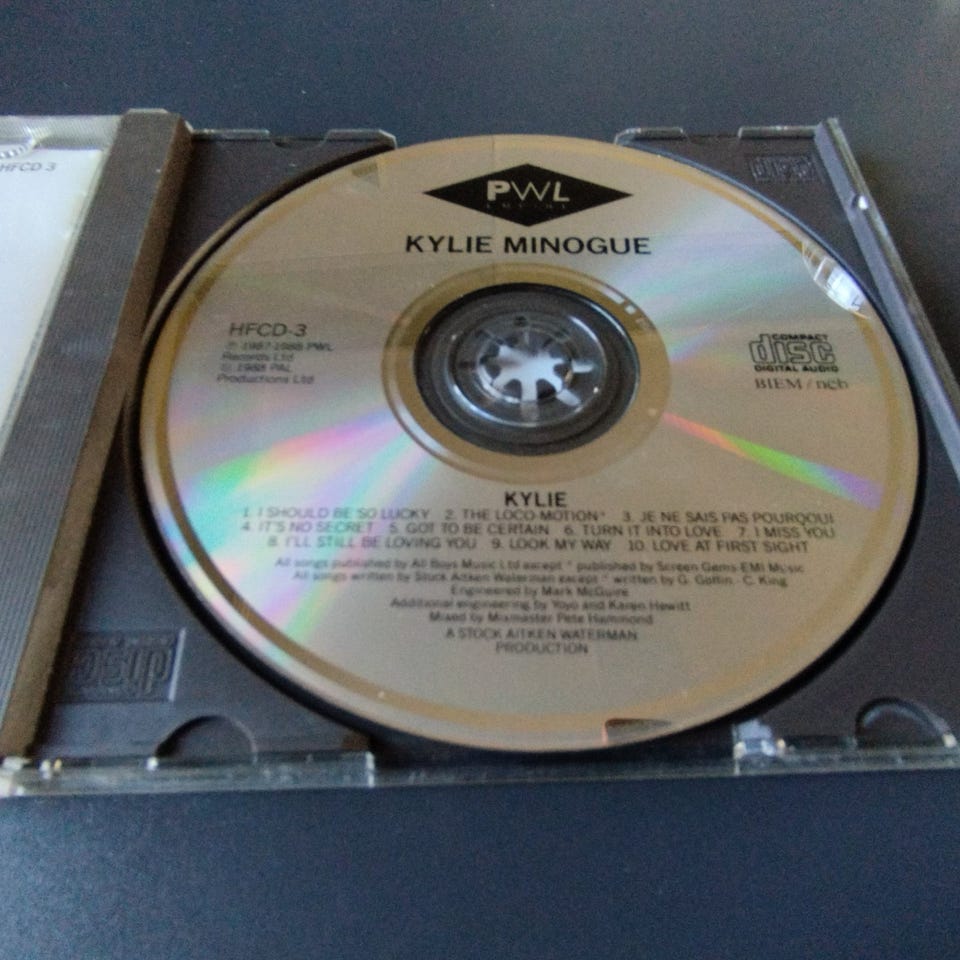 HFCD 3
PWL
KYLIE MINOGUE
HFCD-3
℗ 1987-1988 PWL
Records Ltd
© 1988 PAL
Productions Ltd
COMPACT
disc
DIGITAL AUDIO
BIEM / ncb
KYLIE
1. I SHOULD BE SO LUCKY 2. THE LOCO-MOTION* 3. JE NE SAIS PAS POURQOUI
4. IT'S NO SECRET 5. GOT TO BE CERTAIN 6. TURN IT INTO LOVE 7. I MISS YOU
8. I'LL STILL BE LOVING YOU 9. LOOK MY WAY 10. LOVE AT FIRST SIGHT
All songs published by All Boys Music Ltd except * published by Screen Gems-EMI Music
All songs written by Stock Aitken Waterman except * written by G. Goffin - C. King
Engineered by Mark McGuire
Additional engineering by Yoyo and Karen Hewitt
Mixed by Mixmaster Pete Hammond
A STOCK AITKEN WATERMAN
PRODUCTION
disc
disc